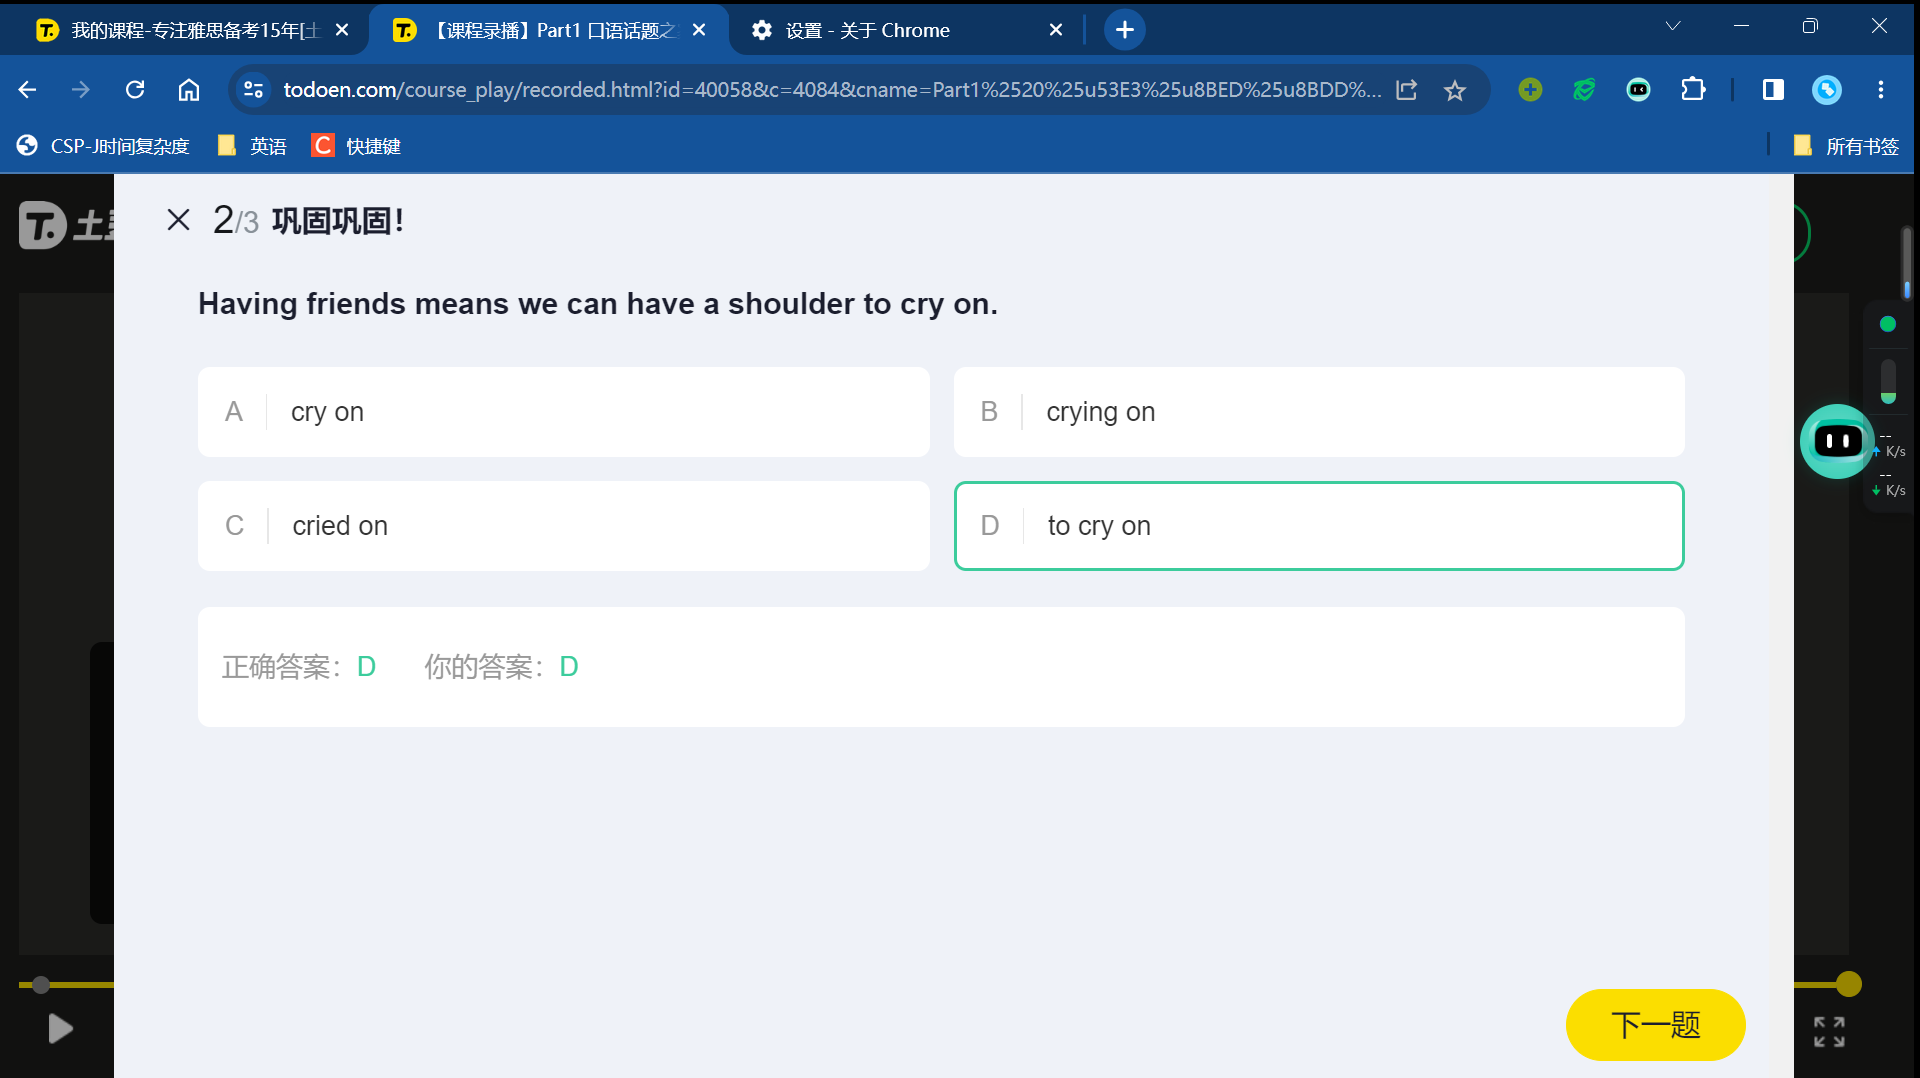 我的课程-专注雅思备考15年[土
【课程录播】Part1 口语话题之
设置 - 关于 Chrome
todoen.com/course_play/recorded.html?id=40058&c=4084&cname=Part1%2520%25u53E3%25u8BED%25u8BDD%...
CSP-J时间复杂度
英语
快捷键
所有书签
T. 土
2/3 巩固巩固!
Having friends means we can have a shoulder to cry on.
A cry on
B crying on
C cried on
D to cry on
正确答案: D 你的答案: D
-- K/s
-- K/s
下一题